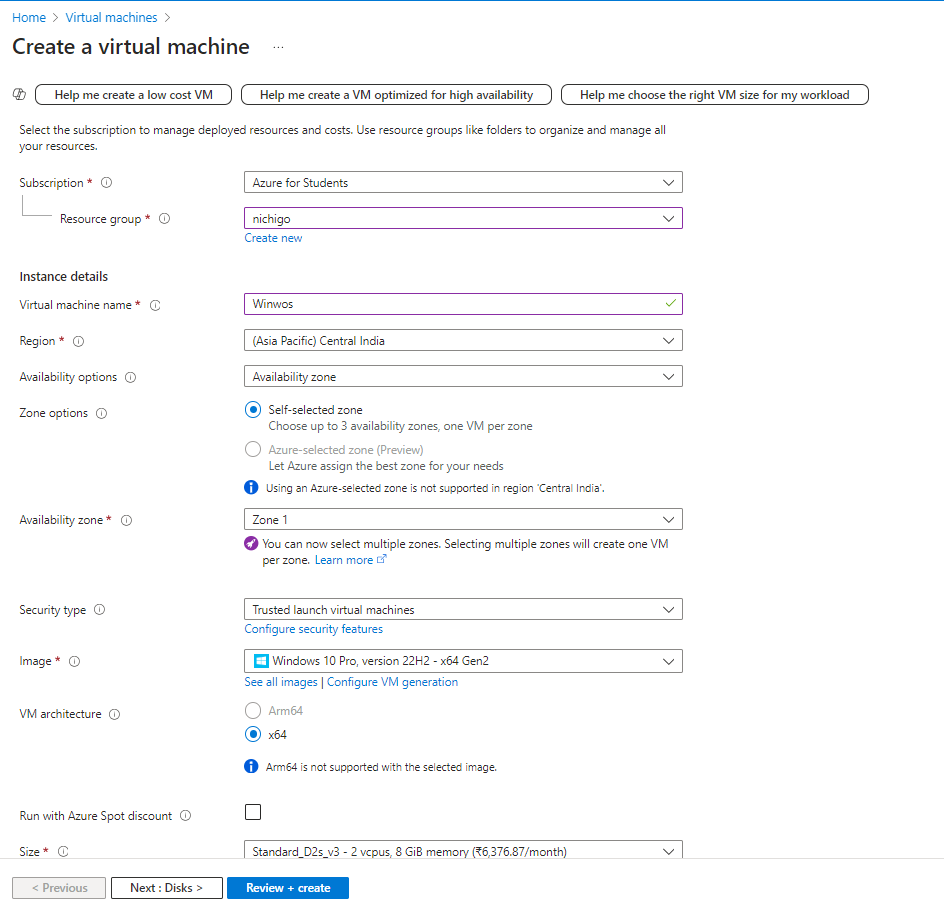 Home > Virtual machines >
Create a virtual machine ...
Help me create a low cost VM
Help me create a VM optimized for high availability
Help me choose the right VM size for my workload
Select the subscription to manage deployed resources and costs. Use resource groups like folders to organize and manage all
your resources.
Subscription *
Azure for Students
Resource group *
nichigo
Create new
Instance details
Virtual machine name *
Winwos
Region *
(Asia Pacific) Central India
Availability options
Availability zone
Zone options
Self-selected zone
Choose up to 3 availability zones, one VM per zone
Azure-selected zone (Preview)
Let Azure assign the best zone for your needs
Using an Azure-selected zone is not supported in region 'Central India'.
Availability zone *
Zone 1
You can now select multiple zones. Selecting multiple zones will create one VM
per zone. Learn more
Security type
Trusted launch virtual machines
Configure security features
Image *
Windows 10 Pro, version 22H2 - x64 Gen2
See all images | Configure VM generation
VM architecture
Arm64
x64
Arm64 is not supported with the selected image.
Run with Azure Spot discount
Size *
Standard_D2s_v3 - 2 vcpus, 8 GiB memory (₹6,376.87/month)
< Previous
Next : Disks >
Review + create